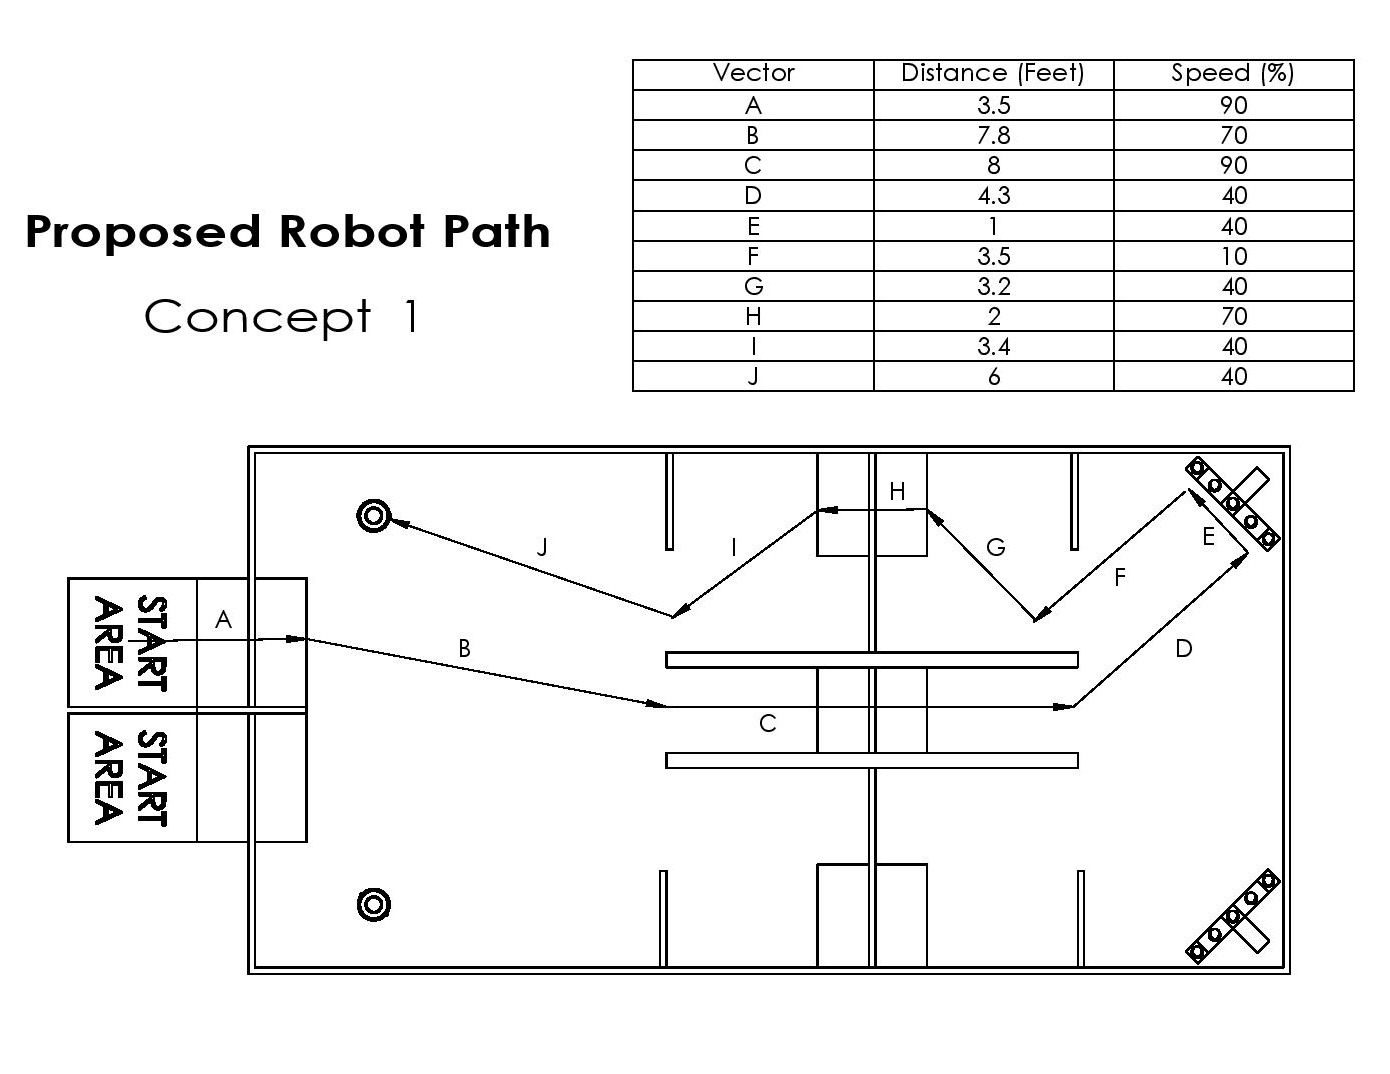 Vector Distance (Feet) Speed (%)
A 3.5 90
B 7.8 70
C 8 90
D 4.3 40
E 1 40
F 3.5 10
G 3.2 40
H 2 70
I 3.4 40
J 6 40
Proposed Robot Path
Concept 1
H
J
I
G
E
F
A
B
D
C
START
AREA
START
AREA